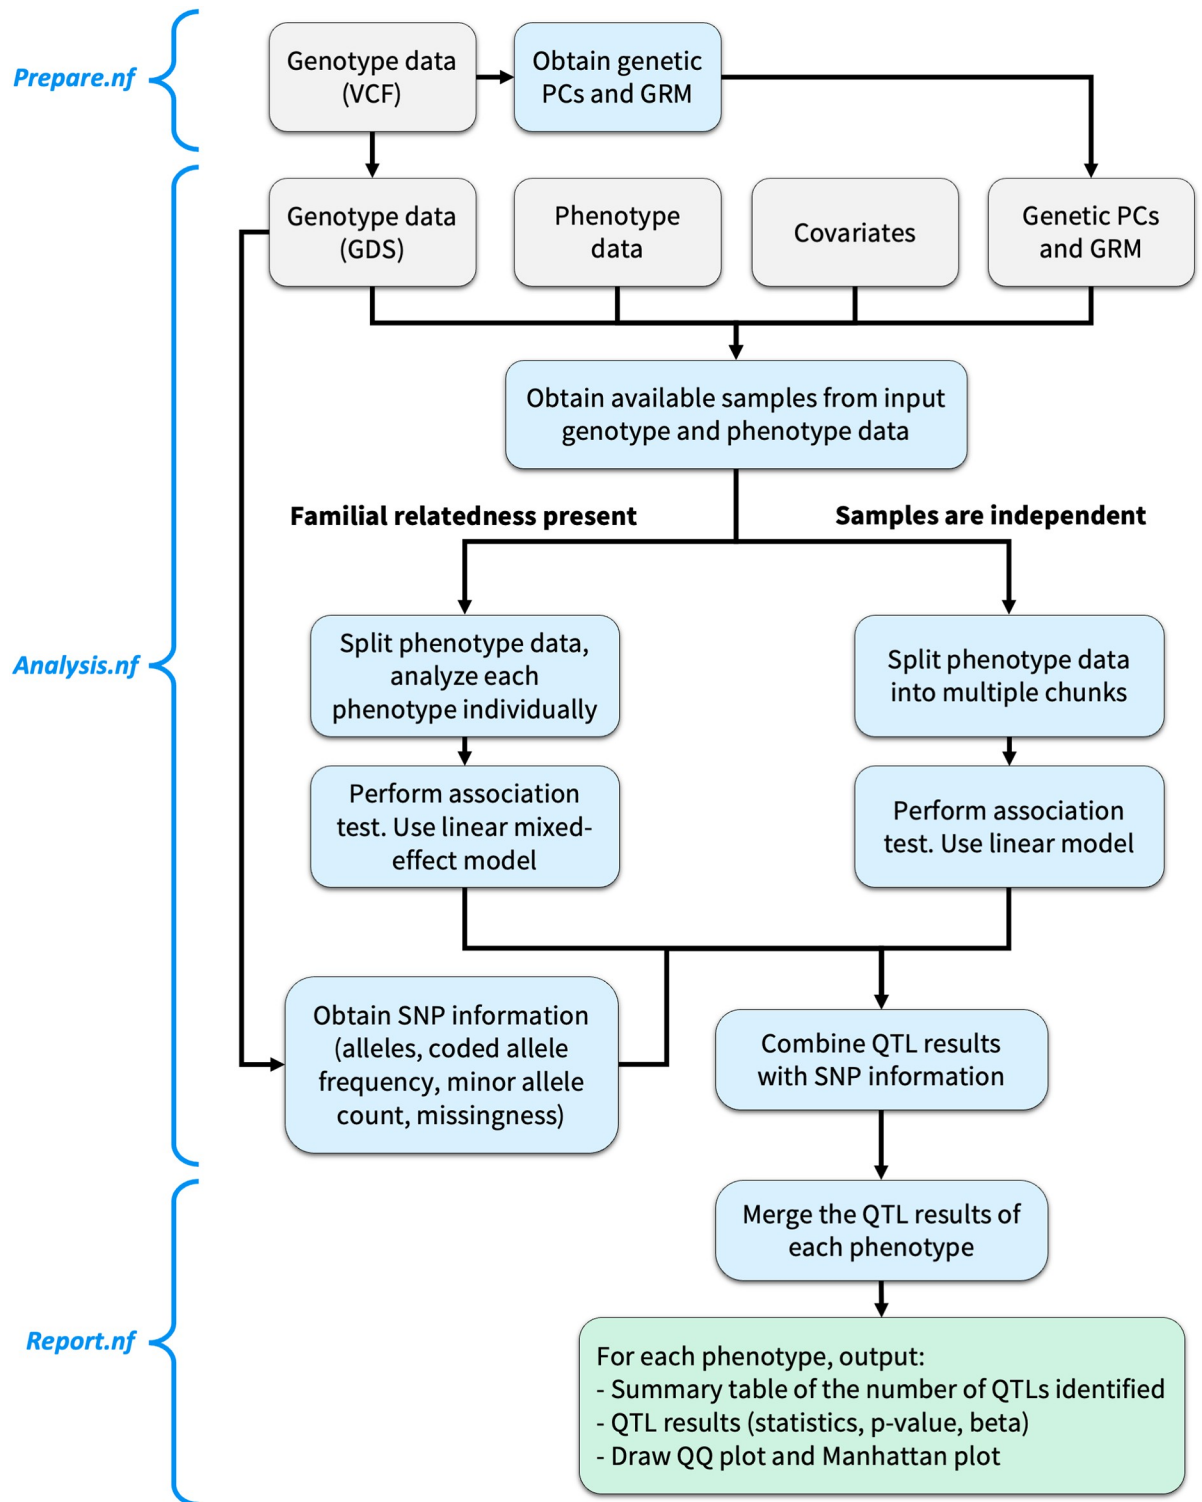 Prepare.nf
Genotype data
(VCF)
Obtain genetic
PCs and GRM
Analysis.nf
Genotype data
(GDS)
Phenotype
data
Covariates
Genetic PCs
and GRM
Obtain available samples from input
genotype and phenotype data
Familial relatedness present
Samples are independent
Split phenotype data,
analyze each
phenotype individually
Split phenotype data
into multiple chunks
Perform association
test. Use linear mixed-
effect model
Perform association
test. Use linear model
Obtain SNP information
(alleles, coded allele
frequency, minor allele
count, missingness)
Combine QTL results
with SNP information
Report.nf
Merge the QTL results of
each phenotype
For each phenotype, output:
- Summary table of the number of QTLs identified
- QTL results (statistics, p-value, beta)
- Draw QQ plot and Manhattan plot